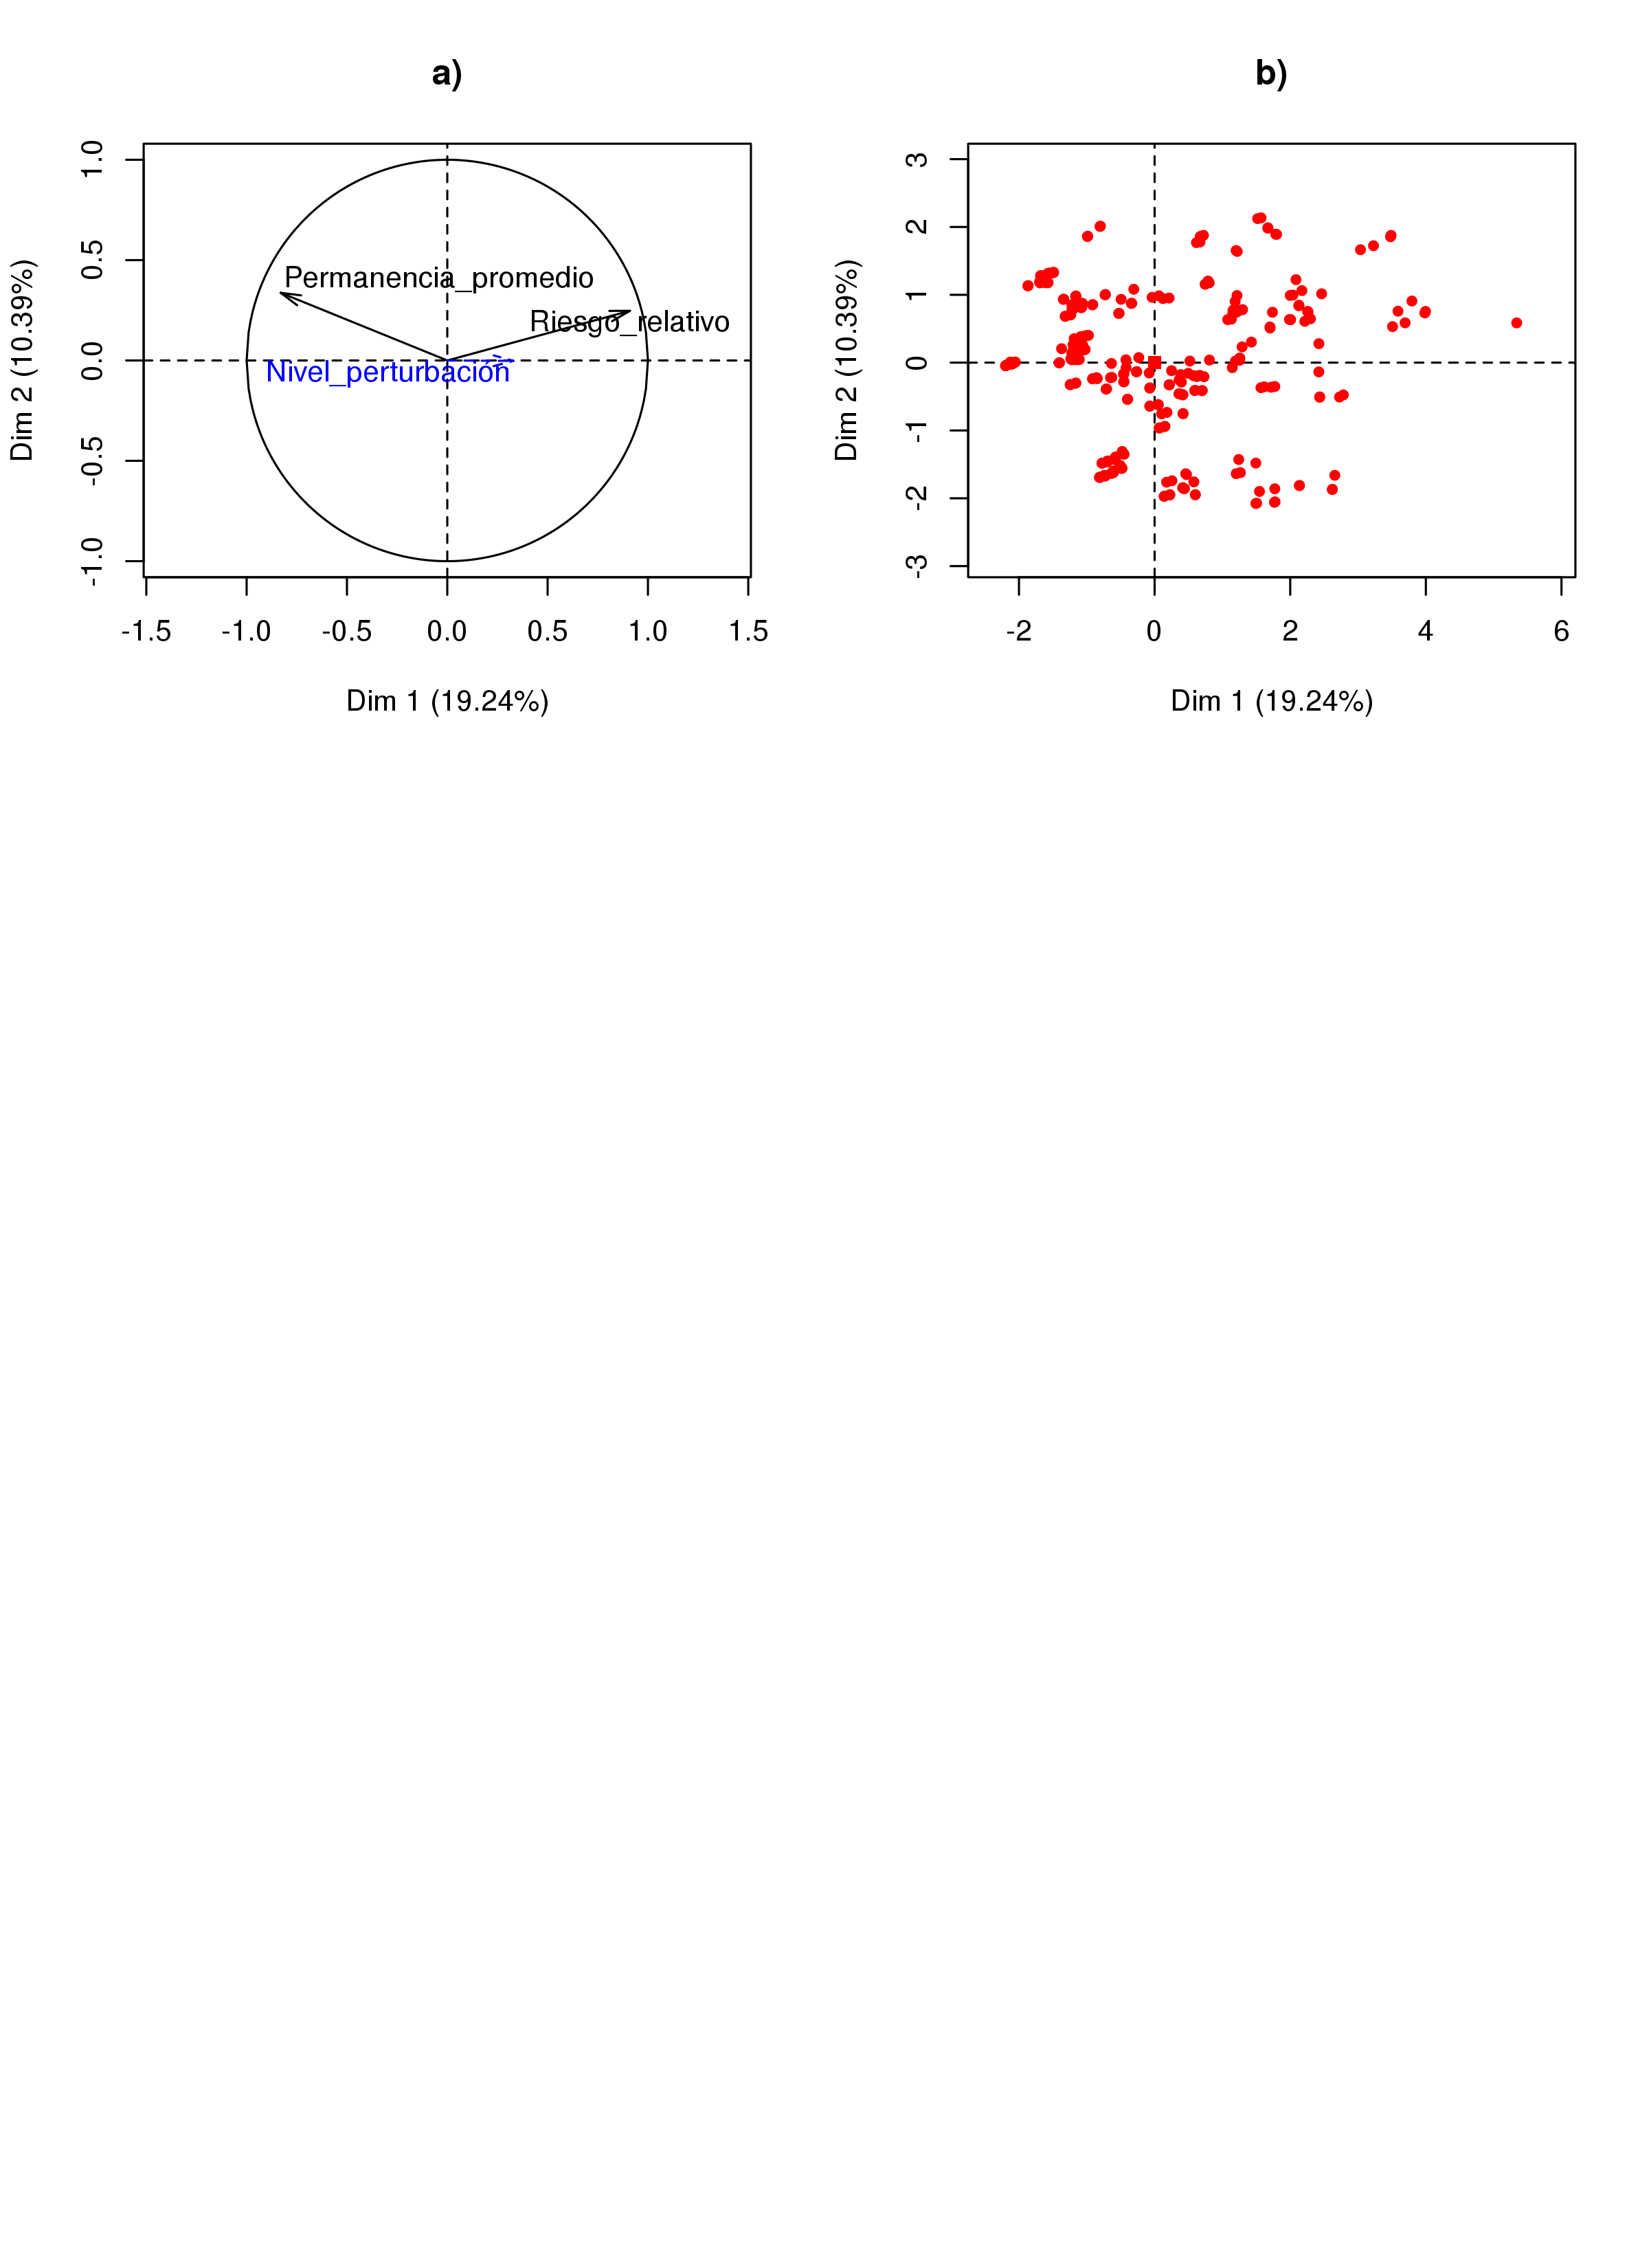 a)
Dim 2 (10.39%)
1.0
0.5
0.0
-0.5
-1.0
Permanencia_promedio
Riesgo_relativo
Nivel_perturbación
-1.5 -1.0 -0.5 0.0 0.5 1.0 1.5
Dim 1 (19.24%)
b)
Dim 2 (10.39%)
3
2
1
0
-1
-2
-3
-2 0 2 4 6
Dim 1 (19.24%)